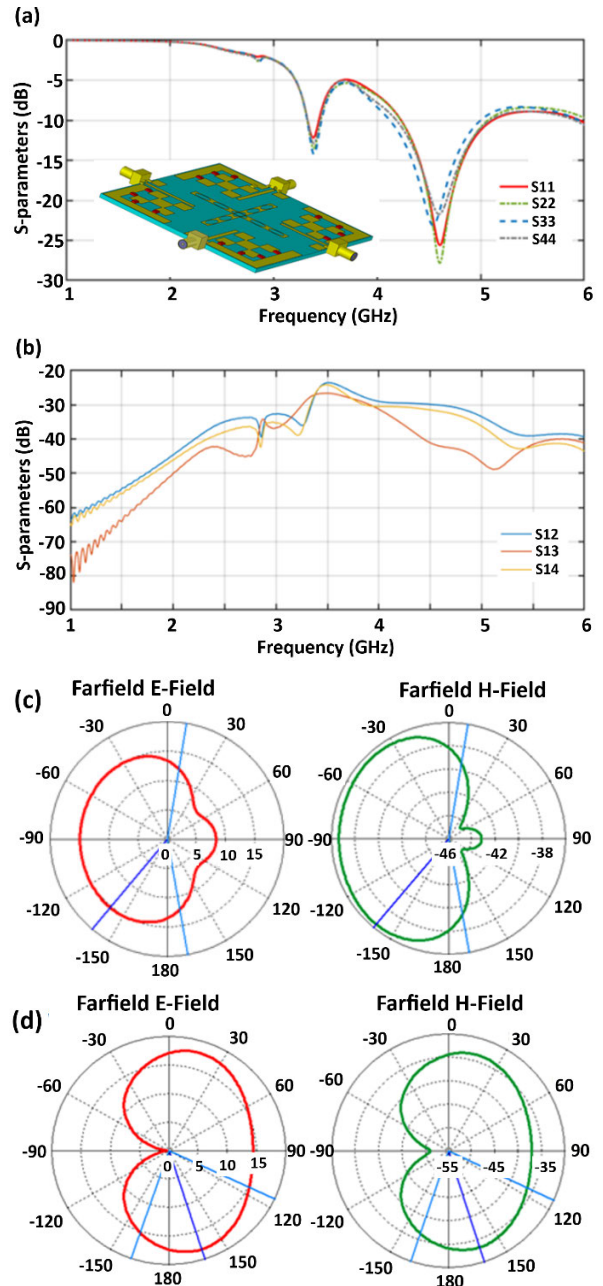 (a)
0
-5
-10
-15
-20
-25
-30
S-parameters (dB)
S11
S22
S33
S44
1 2 3 4 5 6
Frequency (GHz)
(b)
-20
-30
-40
-50
-60
-70
-80
-90
S-parameters (dB)
S12
S13
S14
1 2 3 4 5 6
Frequency (GHz)
(c)
Farfield E-Field
0
-30 30
-60 60
-90 90
0 5 10 15
-120 120
-150 150
180
Farfield H-Field
0
-30 30
-60 60
-90 90
-46 -42 -38
-120 120
-150 150
180
(d)
Farfield E-Field
0
-30 30
-60 60
-90 90
0 5 10 15
-120 120
-150 150
180
Farfield H-Field
0
-30 30
-60 60
-90 90
-55 -45 -35
-120 120
-150 150
180